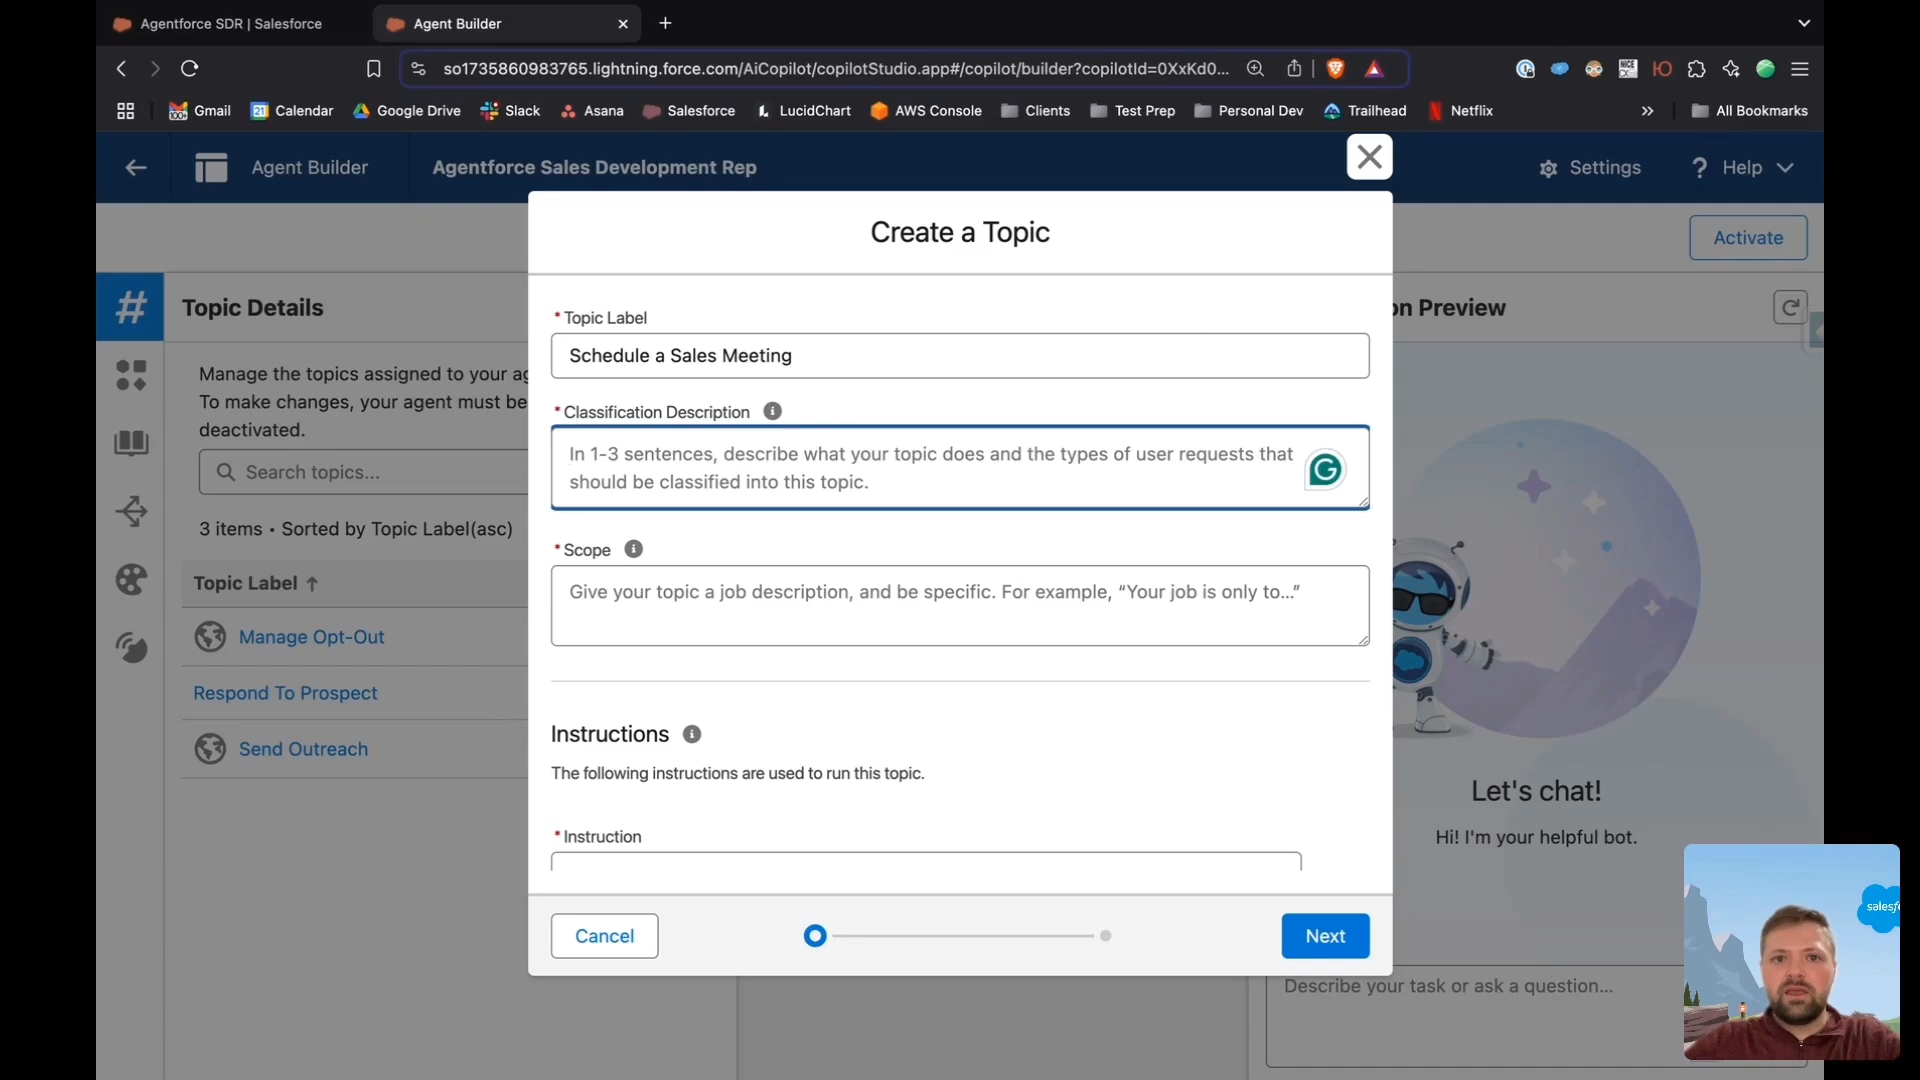 Agentforce SDR | Salesforce
Agent Builder
so1735860983765.lightning.force.com/AiCopilot/copilotStudio.app#/copilot/builder?copilotId=0XxKd0...
Gmail
Calendar
Google Drive
Slack
Asana
Salesforce
LucidChart
AWS Console
Clients
Test Prep
Personal Dev
Trailhead
Netflix
All Bookmarks
Agent Builder
Agentforce Sales Development Rep
Settings
Help
Activate
Topic Details
Manage the topics assigned to your ag
To make changes, your agent must be
deactivated.
Search topics...
3 items • Sorted by Topic Label(asc)
Topic Label ↑
Manage Opt-Out
Respond To Prospect
Send Outreach
Create a Topic
* Topic Label
Schedule a Sales Meeting
* Classification Description
In 1-3 sentences, describe what your topic does and the types of user requests that
should be classified into this topic.
* Scope
Give your topic a job description, and be specific. For example, “Your job is only to...”
Instructions
The following instructions are used to run this topic.
* Instruction
Cancel
Next
on Preview
Let's chat!
Hi! I'm your helpful bot.
Describe your task or ask a question...
salesf